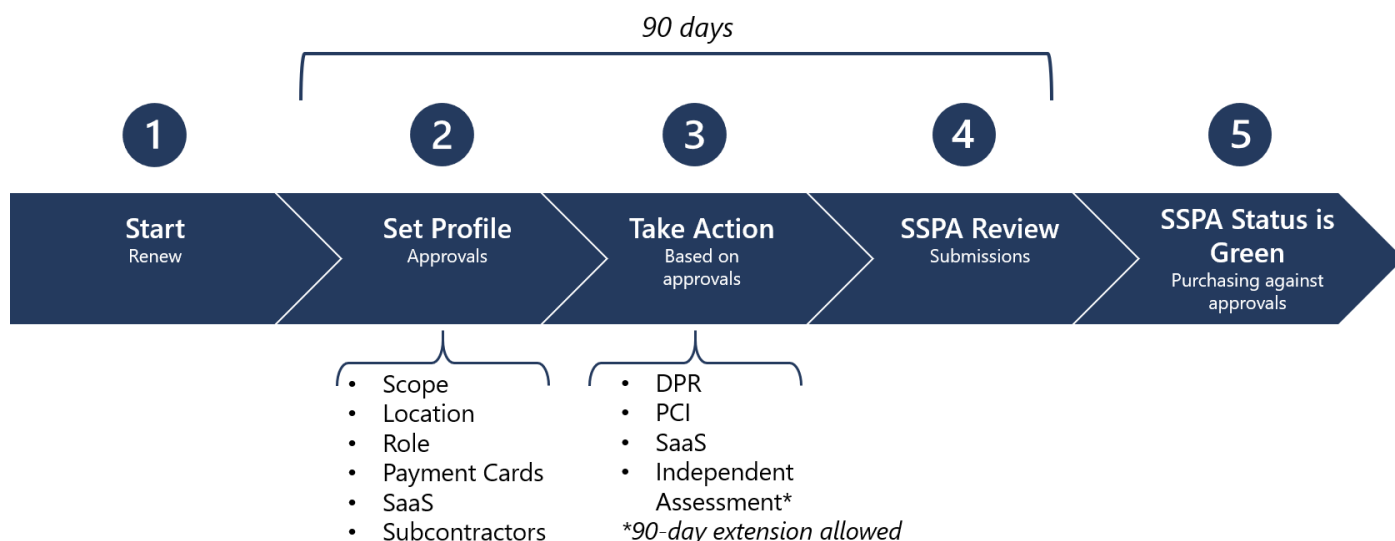 90 days
1
2
3
4
5
Start
Renew
Set Profile
Approvals
Take Action
Based on
approvals
SSPA Review
Submissions
SSPA Status is
Green
Purchasing against
approvals
• Scope
• Location
• Role
• Payment Cards
• SaaS
• Subcontractors
• DPR
• PCI
• SaaS
• Independent
Assessment*
*90-day extension allowed